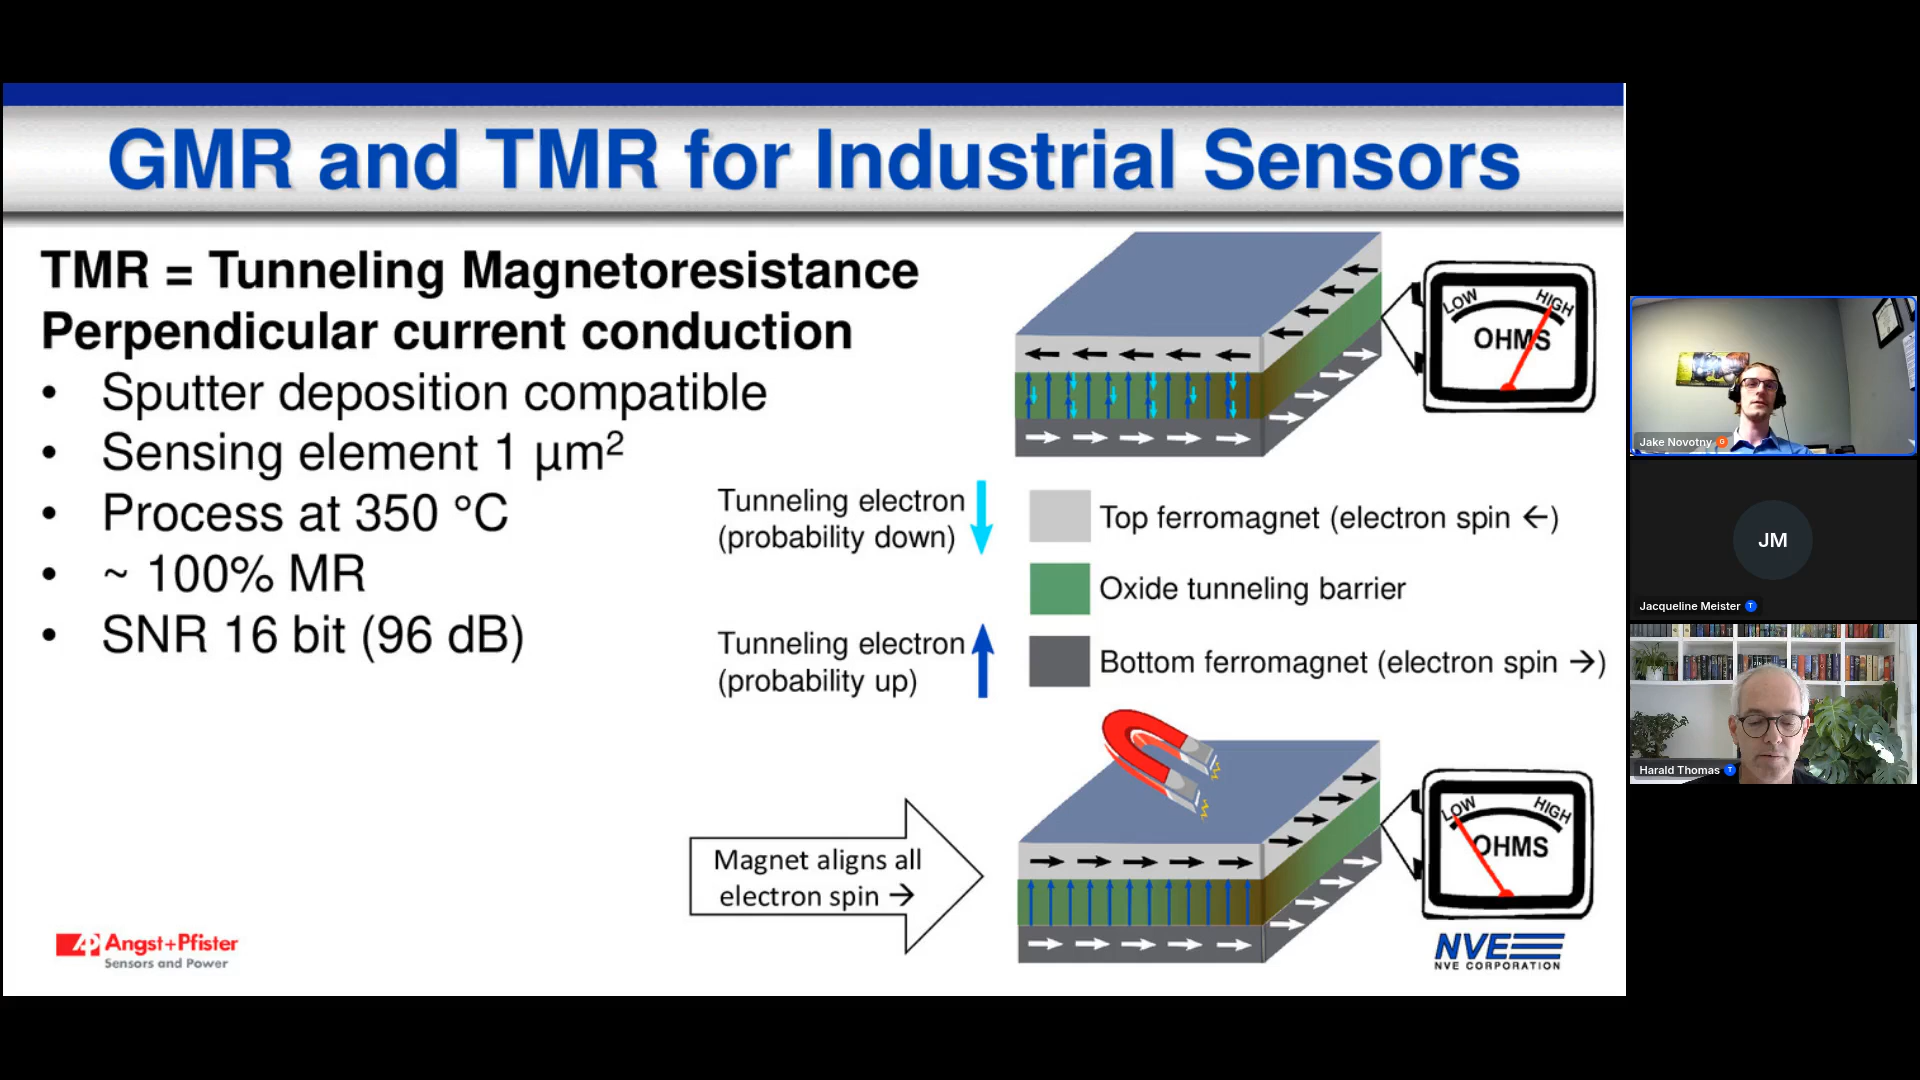 GMR and TMR for Industrial Sensors
TMR = Tunneling Magnetoresistance
Perpendicular current conduction
• Sputter deposition compatible
• Sensing element 1 µm²
• Process at 350 °C
• ~ 100% MR
• SNR 16 bit (96 dB)
LOW
HIGH
OHMS
Tunneling electron
(probability down)
Top ferromagnet (electron spin ←)
Oxide tunneling barrier
Tunneling electron
(probability up)
Bottom ferromagnet (electron spin →)
Magnet aligns all
electron spin →
LOW
HIGH
OHMS
Angst+Pfister
Sensors and Power
NVE
NVE CORPORATION
Jake Novotny G
JM
Jacqueline Meister T
Harald Thomas T